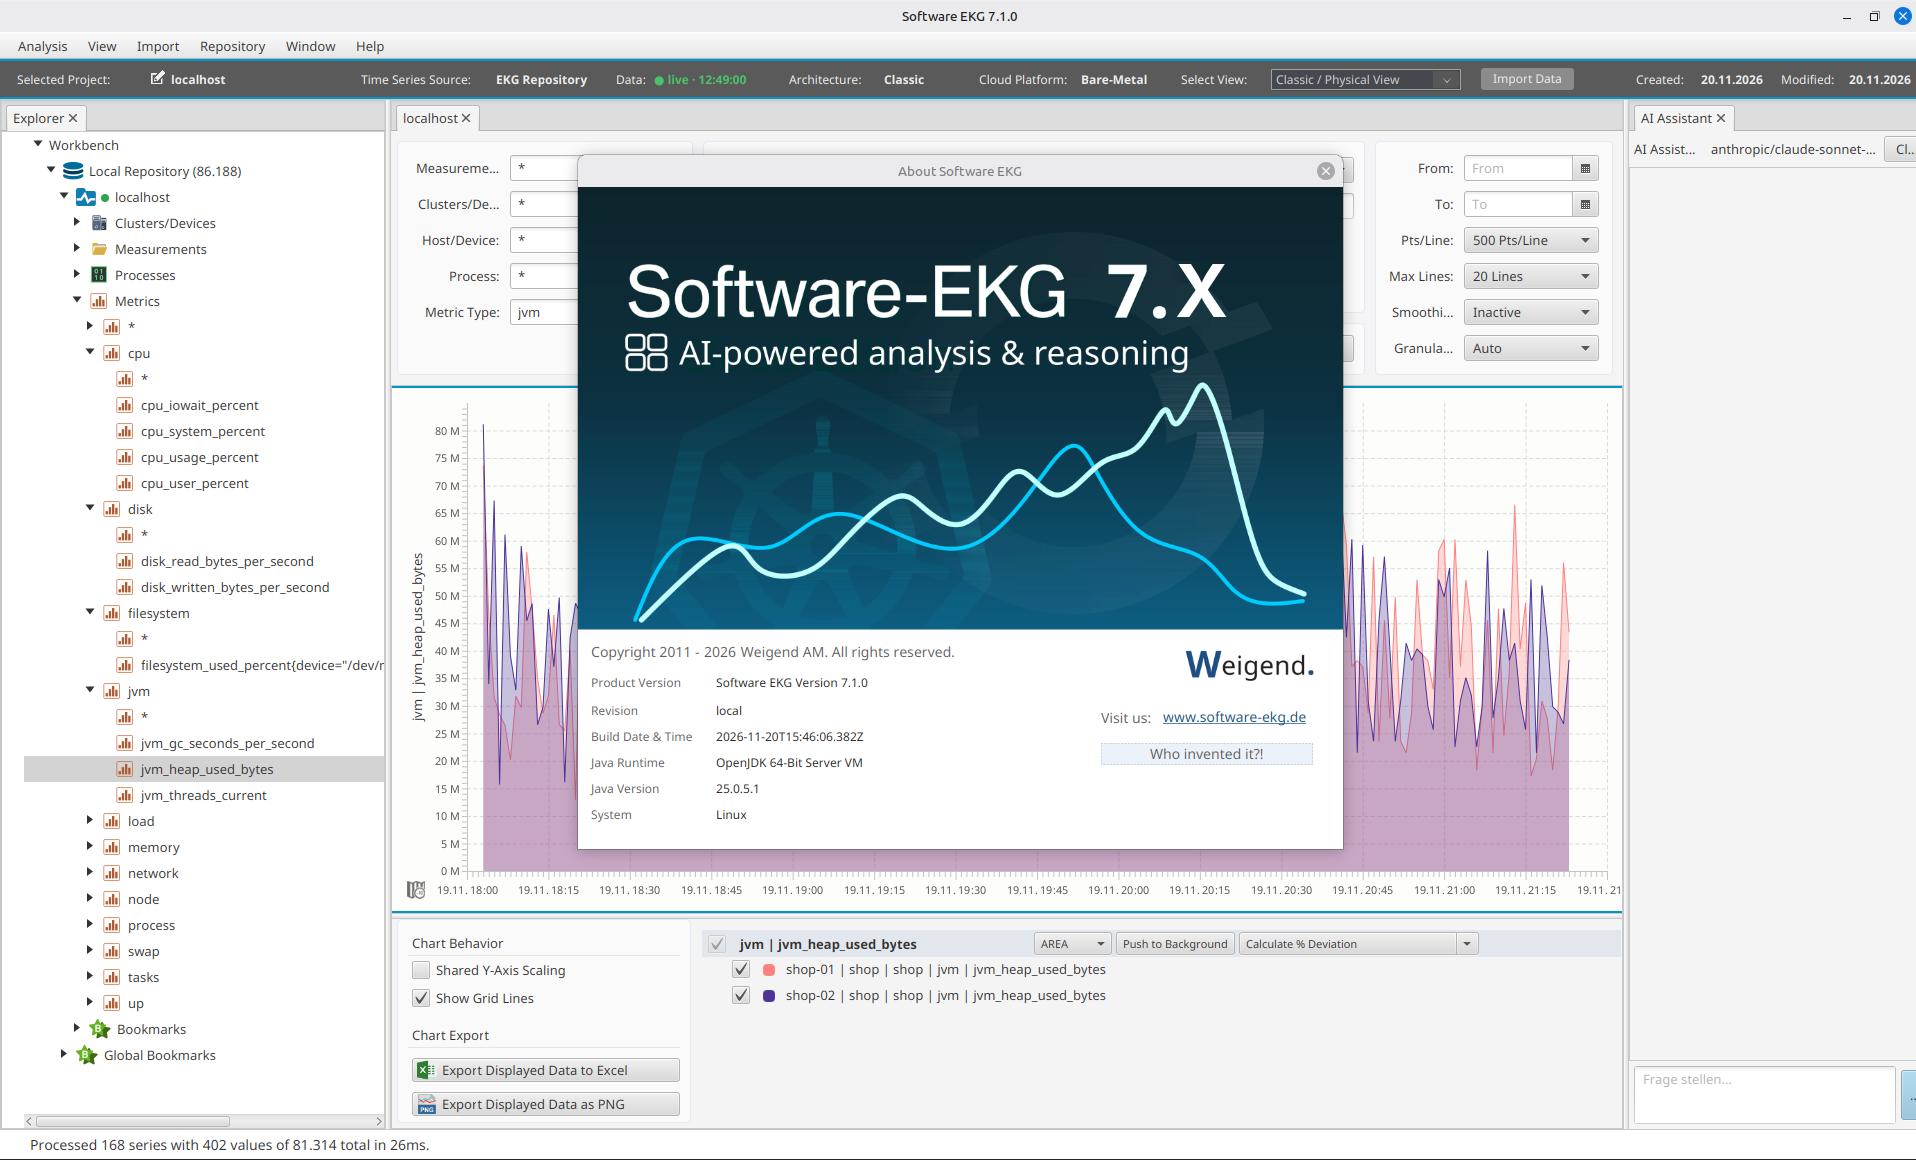 Software EKG 7.1.0
Analysis View Import Repository Window Help
Selected Project: localhost Time Series Source: EKG Repository Data: live · 12:49:00 Architecture: Classic Cloud Platform: Bare-Metal Select View: Classic / Physical View Import Data Created: 20.11.2026 Modified: 20.11.2026
Explorer
Workbench
Local Repository (86.188)
localhost
Clusters/Devices
Measurements
Processes
Metrics
*
cpu
*
cpu_iowait_percent
cpu_system_percent
cpu_usage_percent
cpu_user_percent
disk
*
disk_read_bytes_per_second
disk_written_bytes_per_second
filesystem
*
filesystem_used_percent{device="/dev/r
jvm
*
jvm_gc_seconds_per_second
jvm_heap_used_bytes
jvm_threads_current
load
memory
network
node
process
swap
tasks
up
Bookmarks
Global Bookmarks
localhost
Measureme... *
Clusters/De... *
Host/Device: *
Process: *
Metric Type: jvm
From: From
To: To
Pts/Line: 500 Pts/Line
Max Lines: 20 Lines
Smoothi... Inactive
Granula... Auto
About Software EKG
Software-EKG 7.X
AI-powered analysis & reasoning
Copyright 2011 - 2026 Weigend AM. All rights reserved.
Product Version Software EKG Version 7.1.0
Revision local
Build Date & Time 2026-11-20T15:46:06.382Z
Java Runtime OpenJDK 64-Bit Server VM
Java Version 25.0.5.1
System Linux
Weigend.
Visit us: www.software-ekg.de
Who invented it?!
jvm | jvm_heap_used_bytes
80 M
75 M
70 M
65 M
60 M
55 M
50 M
45 M
40 M
35 M
30 M
25 M
20 M
15 M
10 M
5 M
0 M
19.11. 18:00 19.11. 18:15 19.11. 18:30 19.11. 18:45 19.11. 19:00 19.11. 19:15 19.11. 19:30 19.11. 19:45 19.11. 20:00 19.11. 20:15 19.11. 20:30 19.11. 20:45 19.11. 21:00 19.11. 21:15 19.11. 21
Chart Behavior
Shared Y-Axis Scaling
Show Grid Lines
Chart Export
Export Displayed Data to Excel
PNG Export Displayed Data as PNG
jvm | jvm_heap_used_bytes AREA Push to Background Calculate % Deviation
shop-01 | shop | shop | jvm | jvm_heap_used_bytes
shop-02 | shop | shop | jvm | jvm_heap_used_bytes
AI Assistant
AI Assist... anthropic/claude-sonnet-... Cl...
Frage stellen...
Processed 168 series with 402 values of 81.314 total in 26ms.